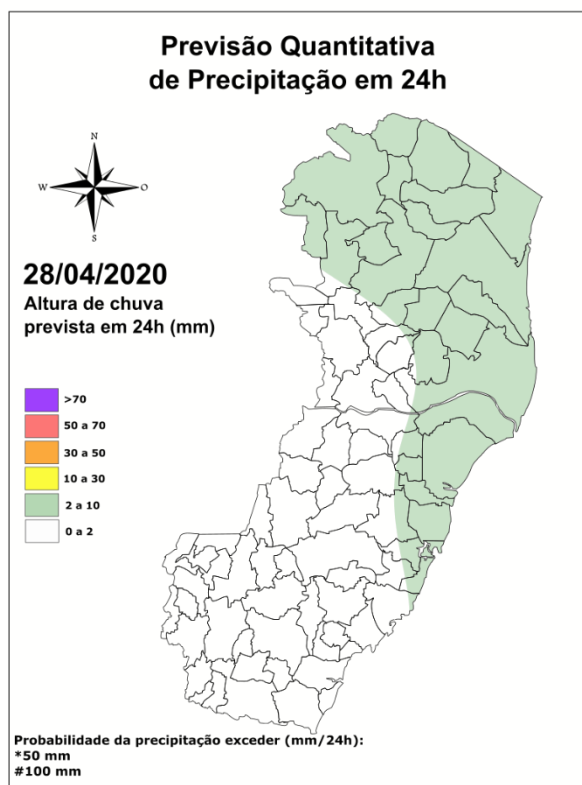 Previsão Quantitativa
de Precipitação em 24h
N
W
O
S
28/04/2020
Altura de chuva
prevista em 24h (mm)
>70
50 a 70
30 a 50
10 a 30
2 a 10
0 a 2
Probabilidade da precipitação exceder (mm/24h):
*50 mm
#100 mm